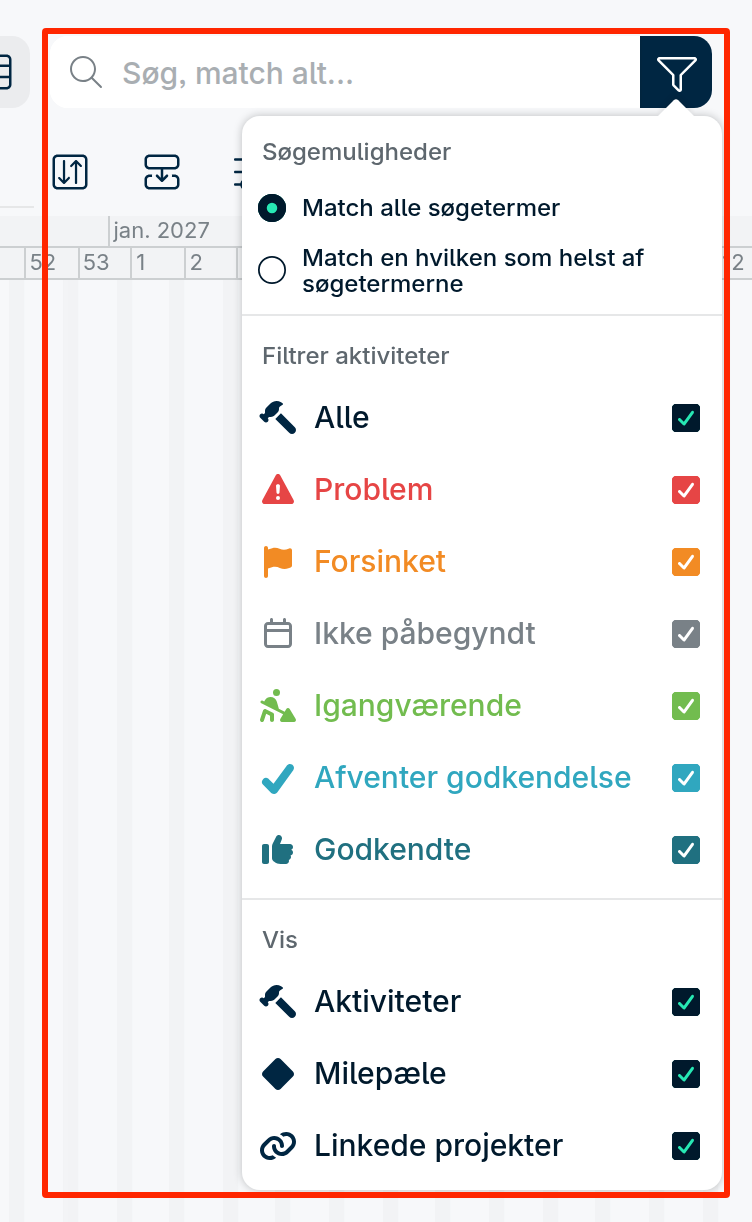 Søg, match alt...
Søgemuligheder
Match alle søgetermer
Match en hvilken som helst af
søgetermerne
jan. 2027
52 53 1 2 2
Filtrer aktiviteter
Alle
Problem
Forsinket
Ikke påbegyndt
Igangværende
Afventer godkendelse
Godkendte
Vis
Aktiviteter
Milepæle
Linkede projekter